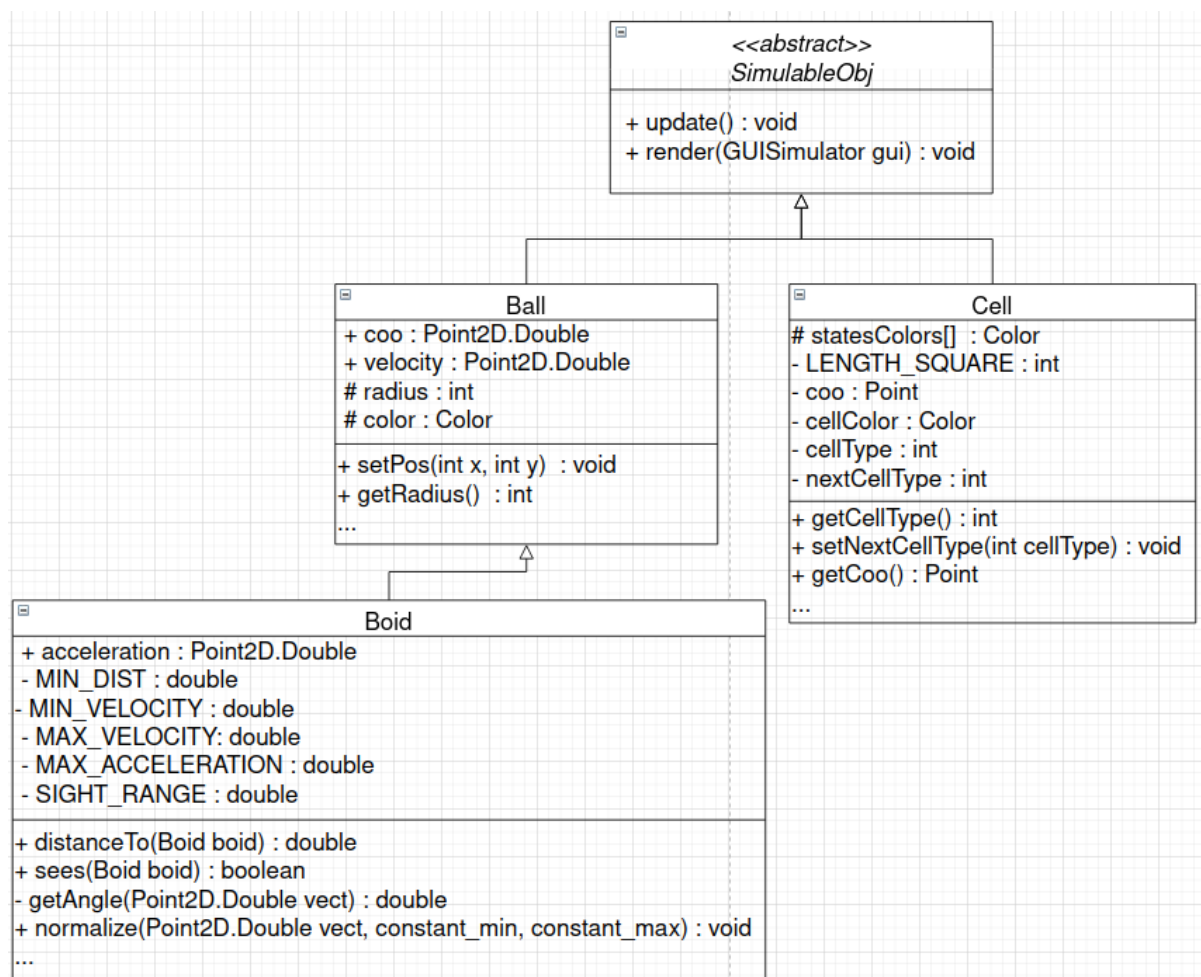 <<abstract>>
SimulableObj
+ update() : void
+ render(GUISimulator gui) : void
Ball
+ coo : Point2D.Double
+ velocity : Point2D.Double
# radius : int
# color : Color
+ setPos(int x, int y)  : void
+ getRadius()  : int
...
Cell
# statesColors[]  : Color
- LENGTH_SQUARE : int
- coo : Point
- cellColor : Color
- cellType : int
- nextCellType : int
+ getCellType() : int
+ setNextCellType(int cellType) : void
+ getCoo() : Point
...
Boid
+ acceleration : Point2D.Double
- MIN_DIST : double
- MIN_VELOCITY : double
- MAX_VELOCITY: double
- MAX_ACCELERATION : double
- SIGHT_RANGE : double
+ distanceTo(Boid boid) : double
+ sees(Boid boid) : boolean
- getAngle(Point2D.Double vect) : double
+ normalize(Point2D.Double vect, constant_min, constant_max) : void
...